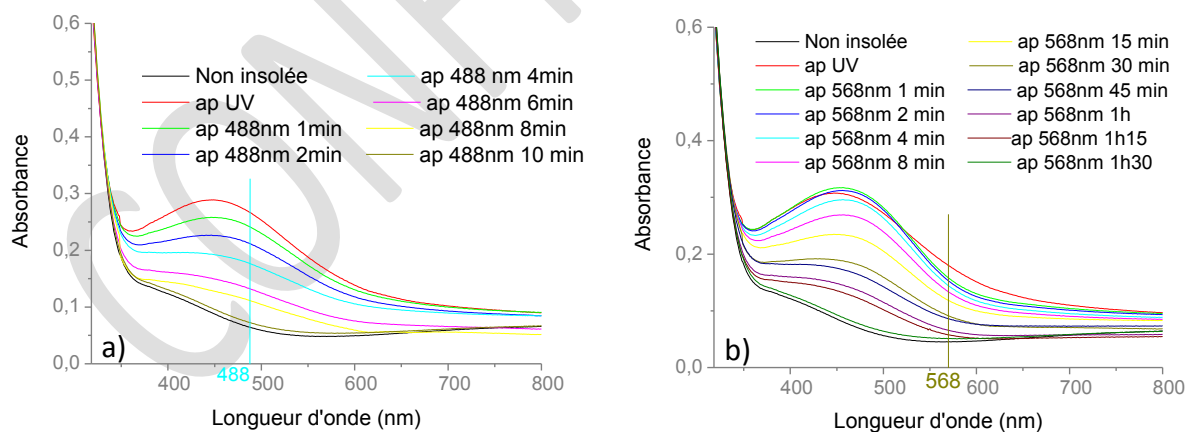 CONF
0,6
0,5
0,4
0,3
0,2
0,1
0,0
Absorbance
Non insolée
ap UV
ap 488nm 1min
ap 488nm 2min
ap 488 nm 4min
ap 488nm 6min
ap 488nm 8min
ap 488nm 10 min
a)
488
400
500
600
700
800
Longueur d'onde (nm)
0,6
0,4
0,2
0,0
Absorbance
Non insolée
ap UV
ap 568nm 1 min
ap 568nm 2 min
ap 568nm 4 min
ap 568nm 8 min
ap 568nm 15 min
ap 568nm 30 min
ap 568nm 45 min
ap 568nm 1h
ap 568nm 1h15
ap 568nm 1h30
b)
568
400
500
600
700
800
Longueur d'onde (nm)